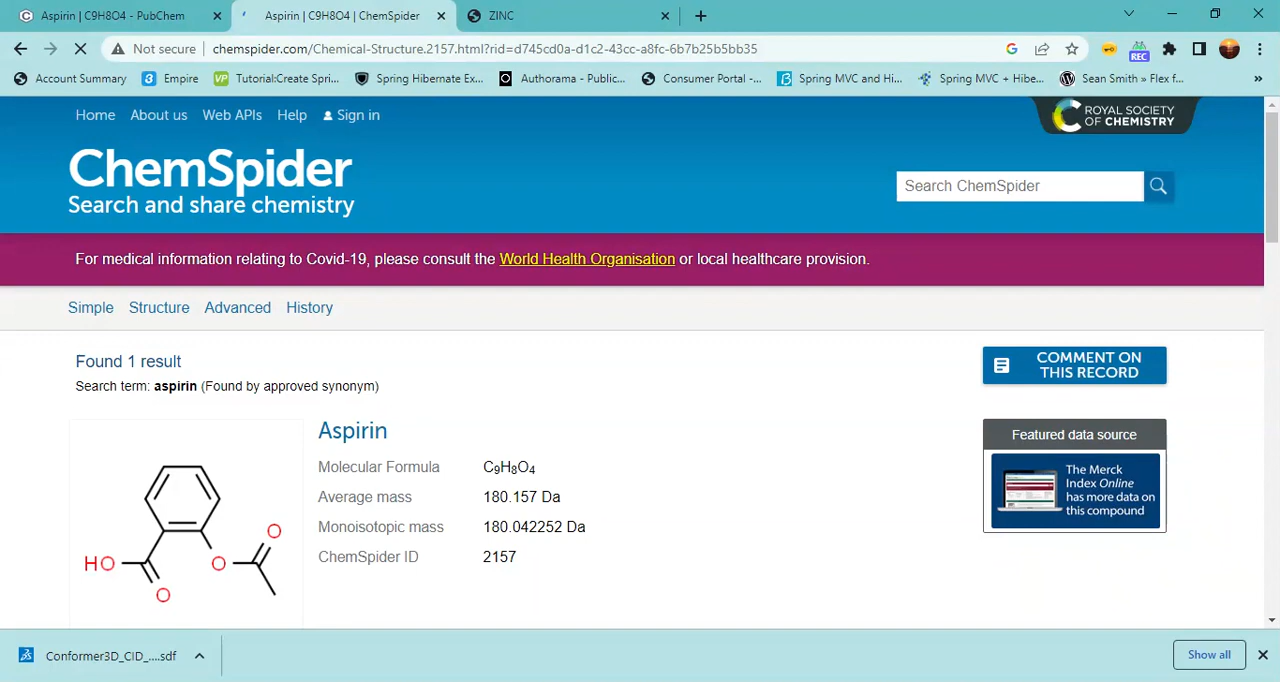 Aspirin | C9H8O4 - PubChem
Aspirin | C9H8O4 | ChemSpider
ZINC
Not secure
chemspider.com/Chemical-Structure.2157.html?rid=d745cd0a-d1c2-43cc-a8fc-6b7b25b5bb35
REC
Account Summary
Empire
Tutorial:Create Spri...
Spring Hibernate Ex...
Authorama - Public...
Consumer Portal -...
Spring MVC and Hi...
Spring MVC + Hibe...
Sean Smith » Flex f...
»
Home About us Web APIs Help Sign in
ROYAL SOCIETY
OF CHEMISTRY
ChemSpider
Search and share chemistry
Search ChemSpider
For medical information relating to Covid-19, please consult the World Health Organisation or local healthcare provision.
Simple Structure Advanced History
Found 1 result
Search term: aspirin (Found by approved synonym)
COMMENT ON
THIS RECORD
Aspirin
Molecular Formula C₉H₈O₄
Average mass 180.157 Da
Monoisotopic mass 180.042252 Da
ChemSpider ID 2157
Featured data source
The Merck
Index Online
has more data on
this compound
O
HO
O
O
Conformer3D_CID_....sdf
Show all